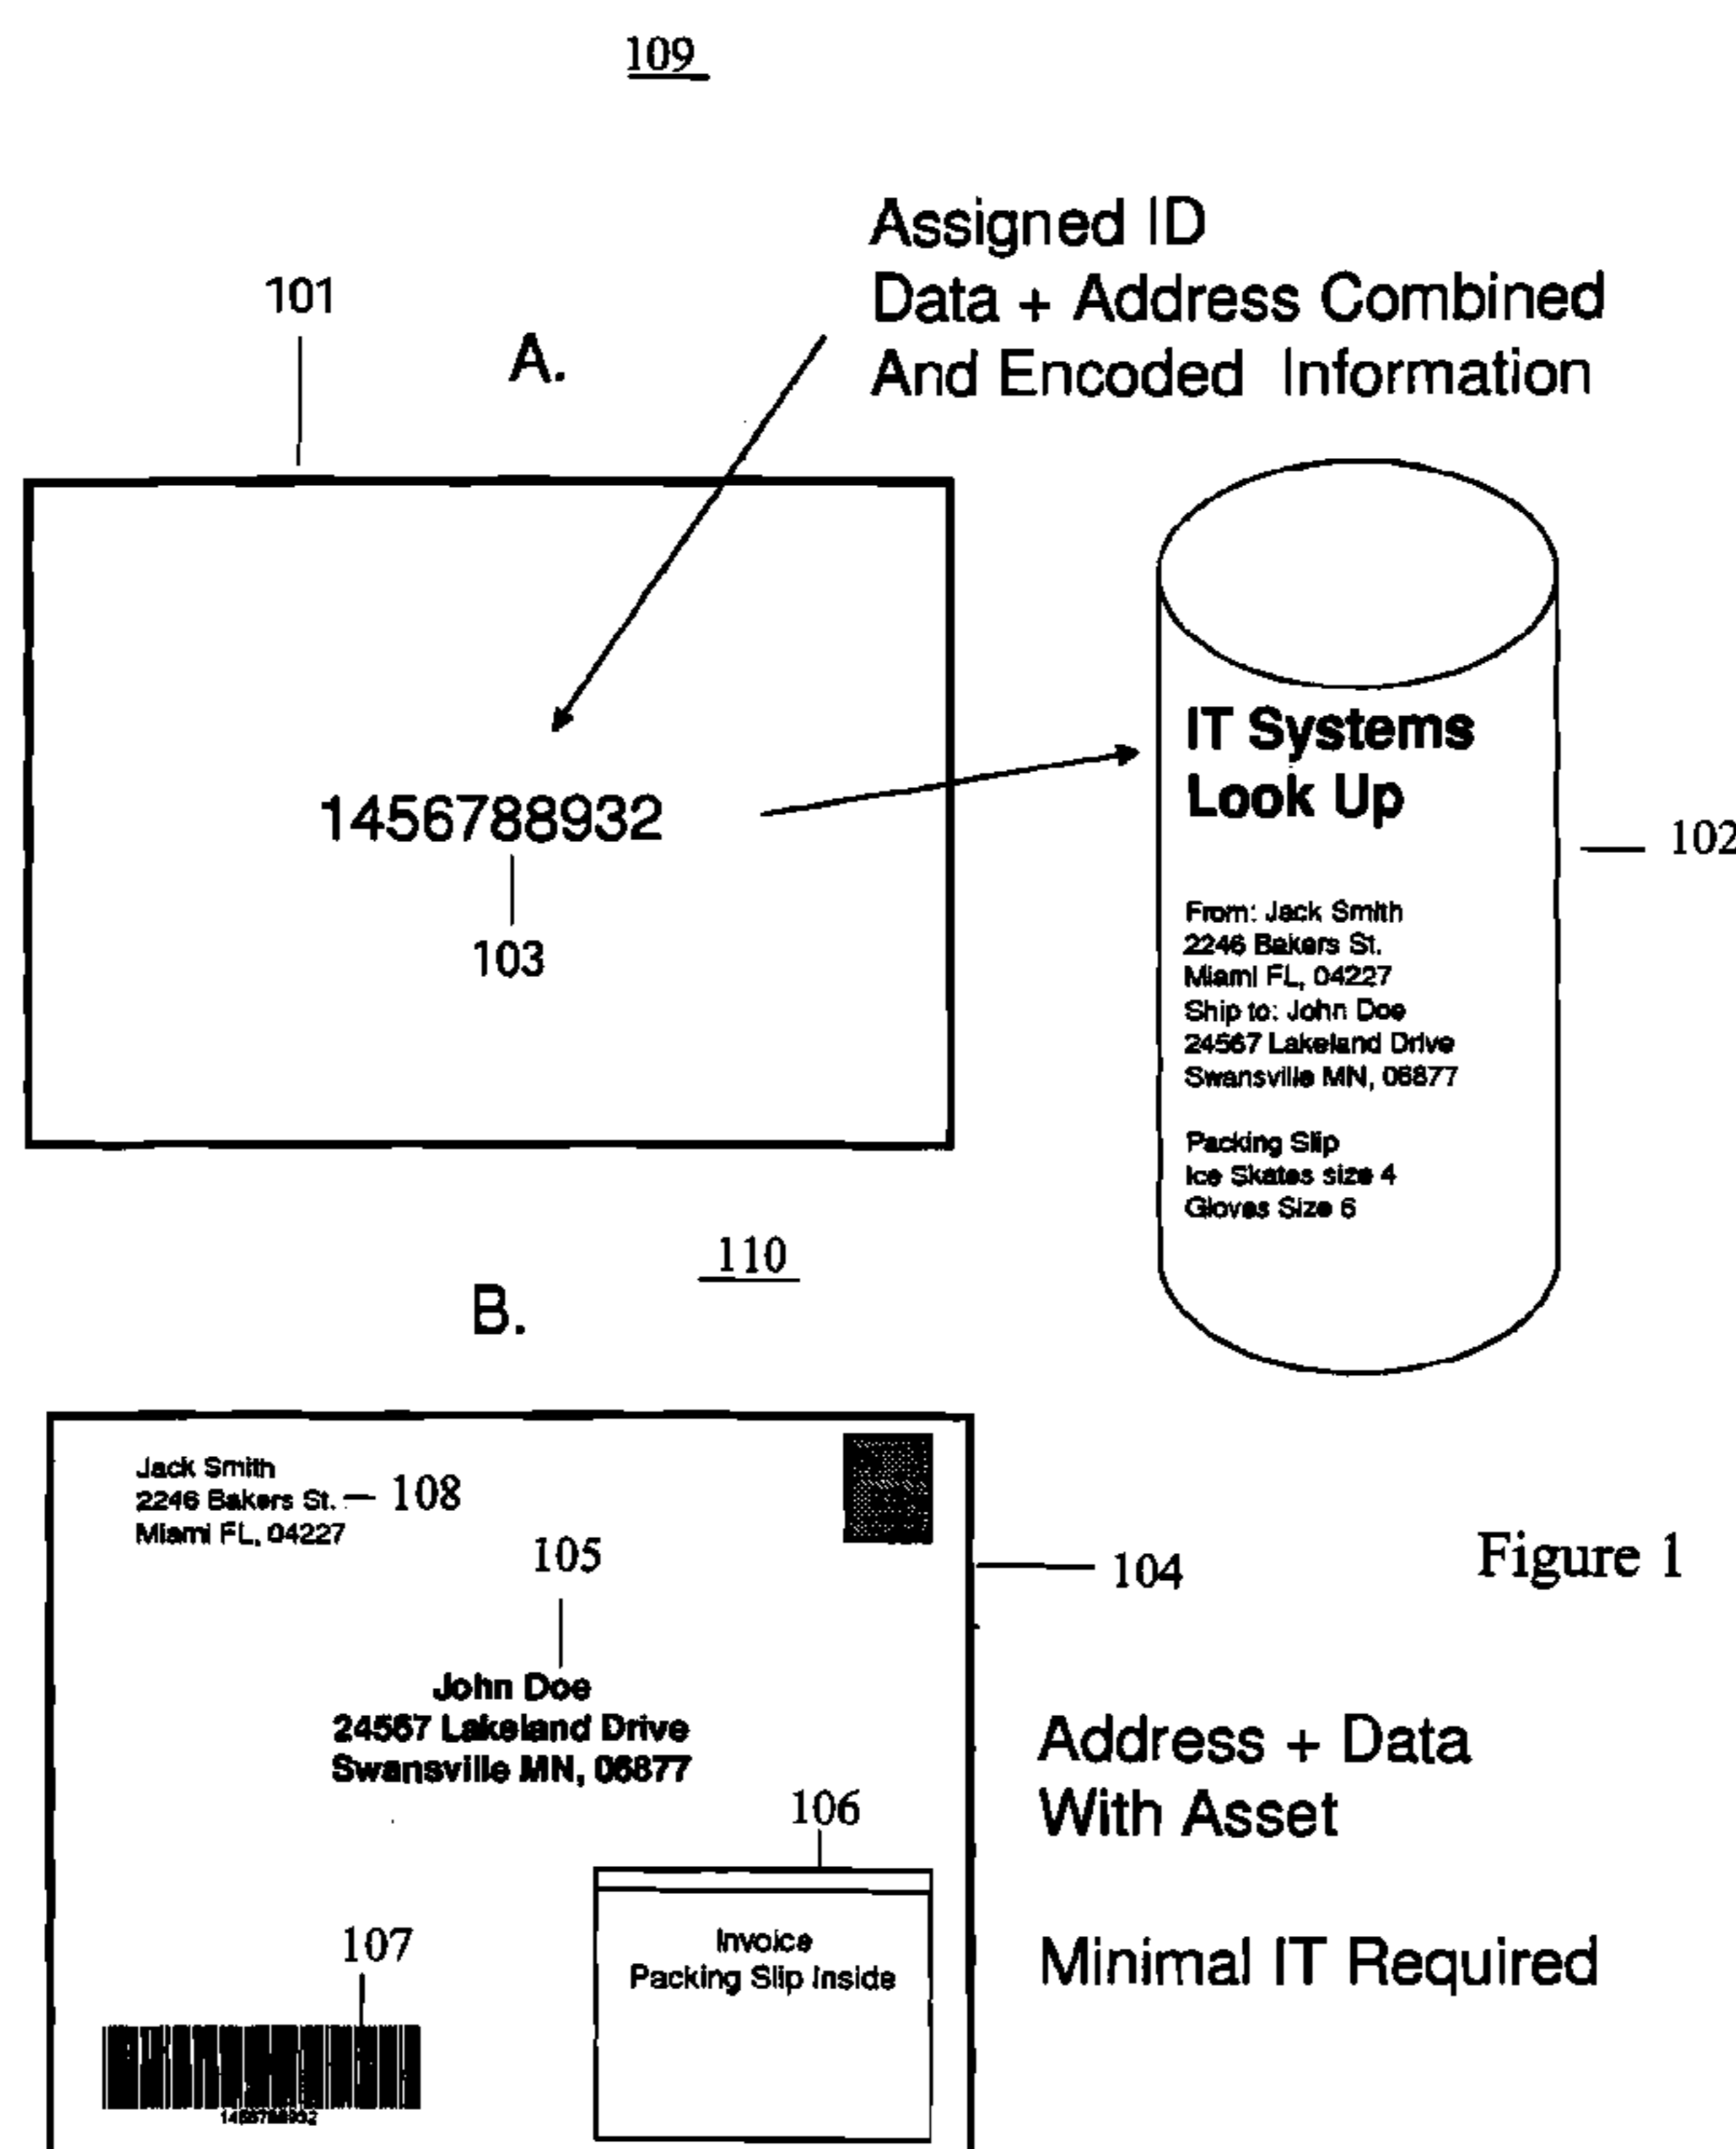 109
Assigned ID
Data + Address Combined
And Encoded Information
101
A.
1456788932
103
IT Systems
Look Up
102
From: Jack Smith
2246 Bakers St.
Miami FL, 04227
Ship to: John Doe
24567 Lakeland Drive
Swansville MN, 06877
Packing Slip
Ice Skates size 4
Gloves Size 6
110
B.
Jack Smith
2246 Bakers St.
108
Miami FL, 04227
105
104
Figure 1
John Doe
24567 Lakeland Drive
Swansville MN, 06877
Address + Data
With Asset
106
Invoice
Packing Slip Inside
Minimal IT Required
107
1456788932